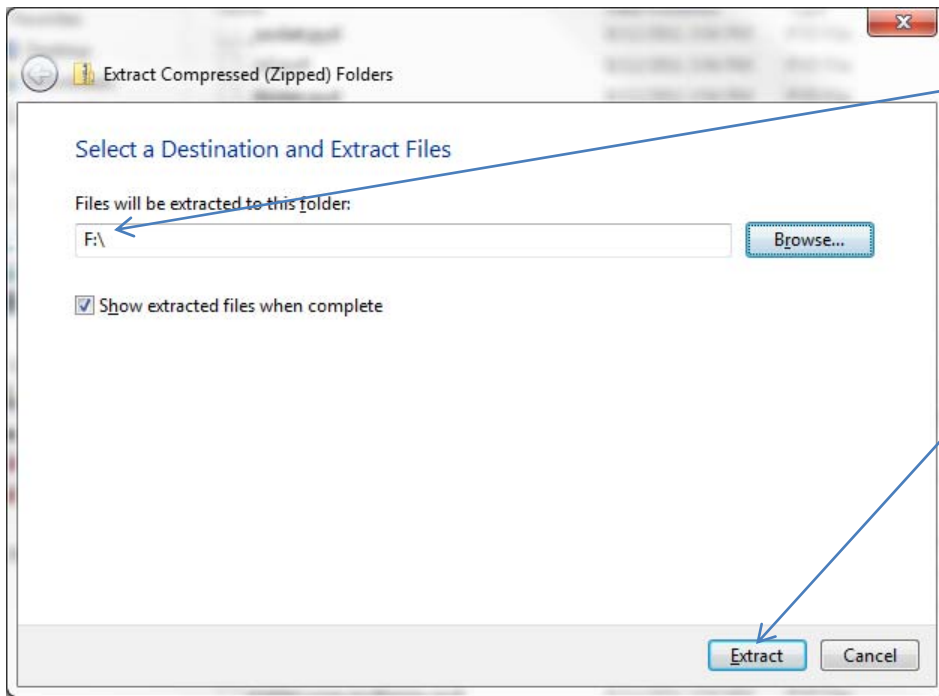 Extract Compressed (Zipped) Folders
Select a Destination and Extract Files
Files will be extracted to this folder:
F:\
Browse...
Show extracted files when complete
Extract
Cancel